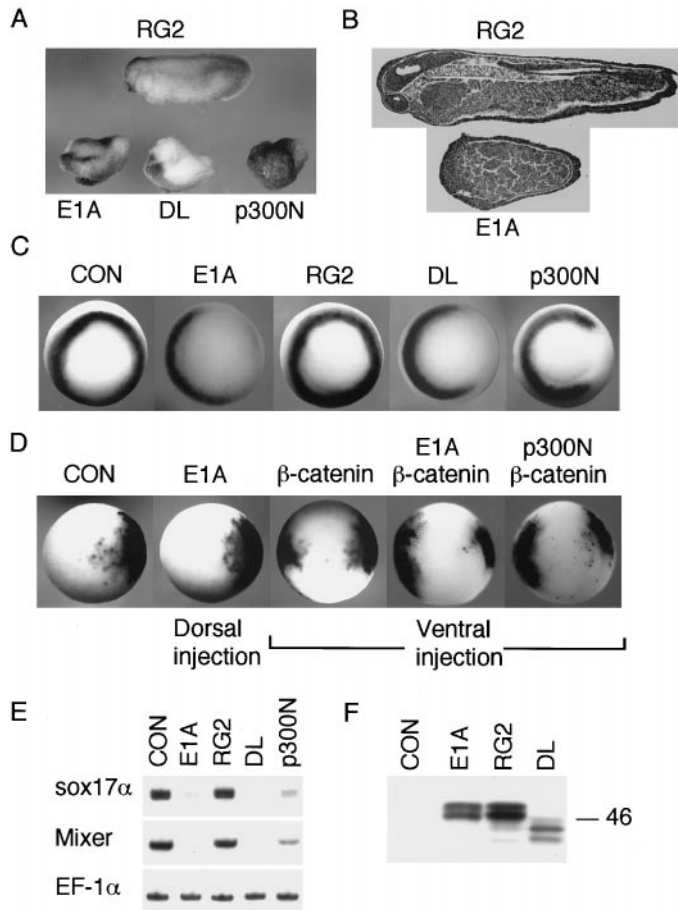 A
RG2
E1A DL p300N
B
RG2
E1A
C
CON E1A RG2 DL p300N
D
CON E1A β-catenin E1A β-catenin p300N β-catenin
Dorsal injection Ventral injection
E
CON E1A RG2 DL p300N
sox17α
Mixer
EF-1α
F
CON E1A RG2 DL
46